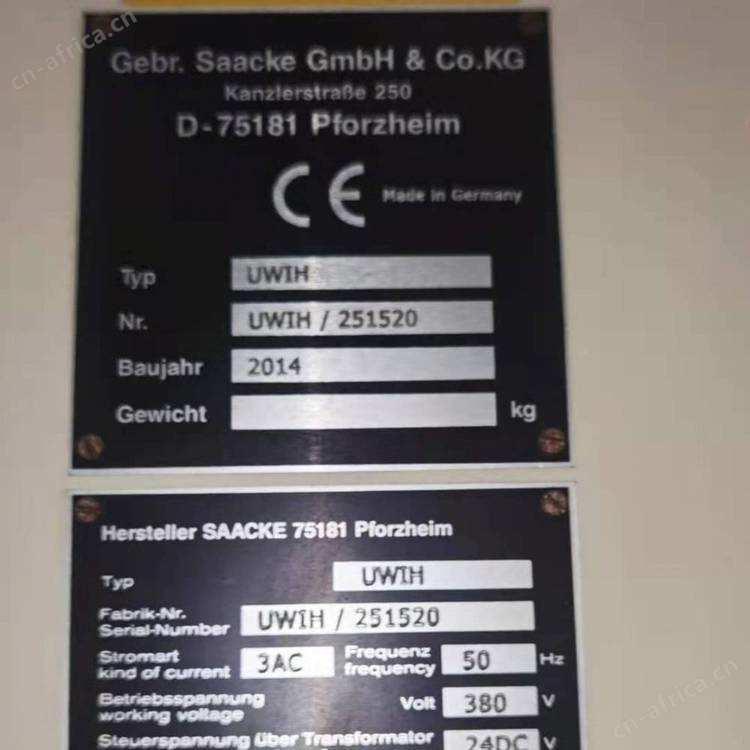 cn-africa.cn
Gebr. Saacke GmbH & Co.KG
Kanzlerstraße 250
D-75181 Pforzheim
CE Made in Germany
Typ UWIH
Nr. UWIH / 251520
Baujahr 2014
Gewicht kg
Hersteller SAACKE 75181 Pforzheim
Typ UWIH
Fabrik-Nr.
Serial-Number UWIH / 251520
Stromart
kind of current 3AC Frequenz
frequency 50 Hz
Betriebsspannung
working voltage Volt 380 V
Steuerspannung über Transformator 24DC V
cn-africa.cn